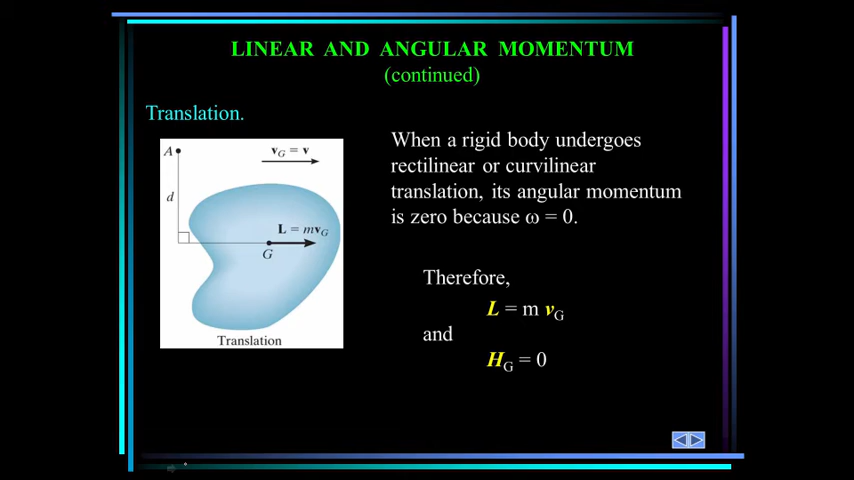 LINEAR AND ANGULAR MOMENTUM
(continued)
Translation.
A
v_G = v
d
L = mv_G
G
Translation
When a rigid body undergoes
rectilinear or curvilinear
translation, its angular momentum
is zero because ω = 0.
Therefore,
L = m v_G
and
H_G = 0